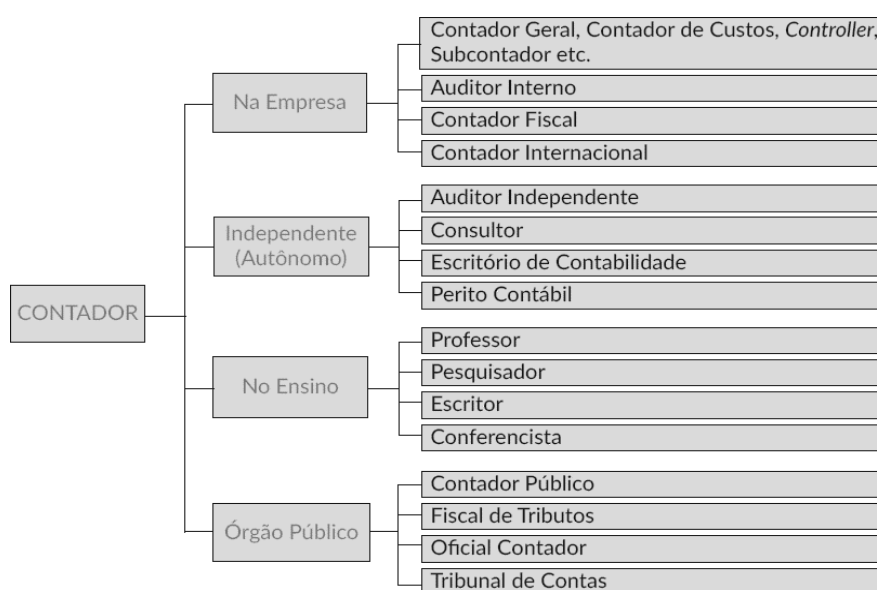 CONTADOR
Na Empresa
Contador Geral, Contador de Custos, Controller,
Subcontador etc.
Auditor Interno
Contador Fiscal
Contador Internacional
Independente
(Autônomo)
Auditor Independente
Consultor
Escritório de Contabilidade
Perito Contábil
No Ensino
Professor
Pesquisador
Escritor
Conferencista
Órgão Público
Contador Público
Fiscal de Tributos
Oficial Contador
Tribunal de Contas